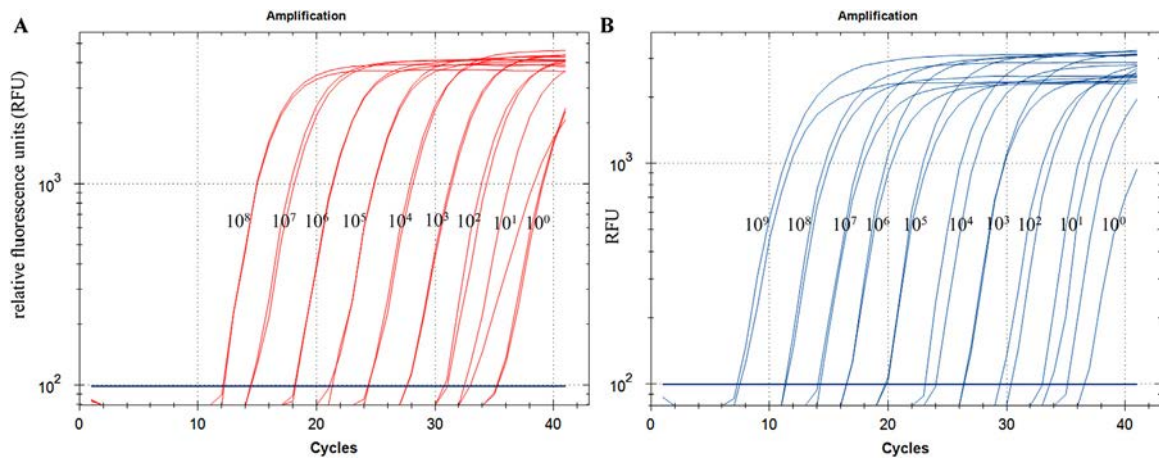 Amplification
A
relative fluorescence units (RFU)
10³
10²
10⁸ 10⁷ 10⁶ 10⁵ 10⁴ 10³ 10² 10¹ 10⁰
0 10 20 30 40
Cycles
Amplification
B
RFU
10³
10²
10⁹ 10⁸ 10⁷ 10⁶ 10⁵ 10⁴ 10³ 10² 10¹ 10⁰
0 10 20 30 40
Cycles